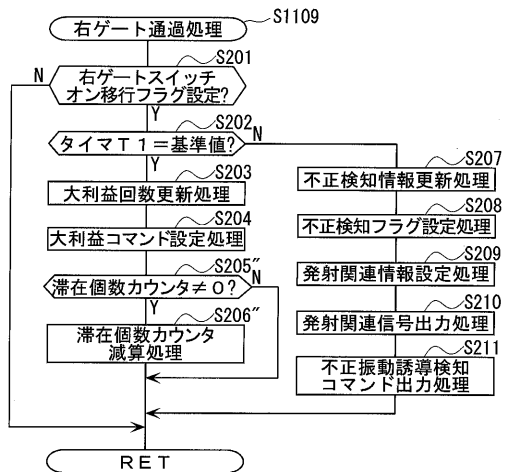 右ゲート通過処理
S1109
S201
N
右ゲートスイッチ
オン移行フラグ設定?
Y
S202
N
タイマT1=基準値?
Y
S203
大利益回数更新処理
S204
大利益コマンド設定処理
S205"
N
滞在個数カウンタ≠0?
Y
S206"
滞在個数カウンタ
減算処理
S207
不正検知情報更新処理
S208
不正検知フラグ設定処理
S209
発射関連情報設定処理
S210
発射関連信号出力処理
S211
不正振動誘導検知
コマンド出力処理
RET